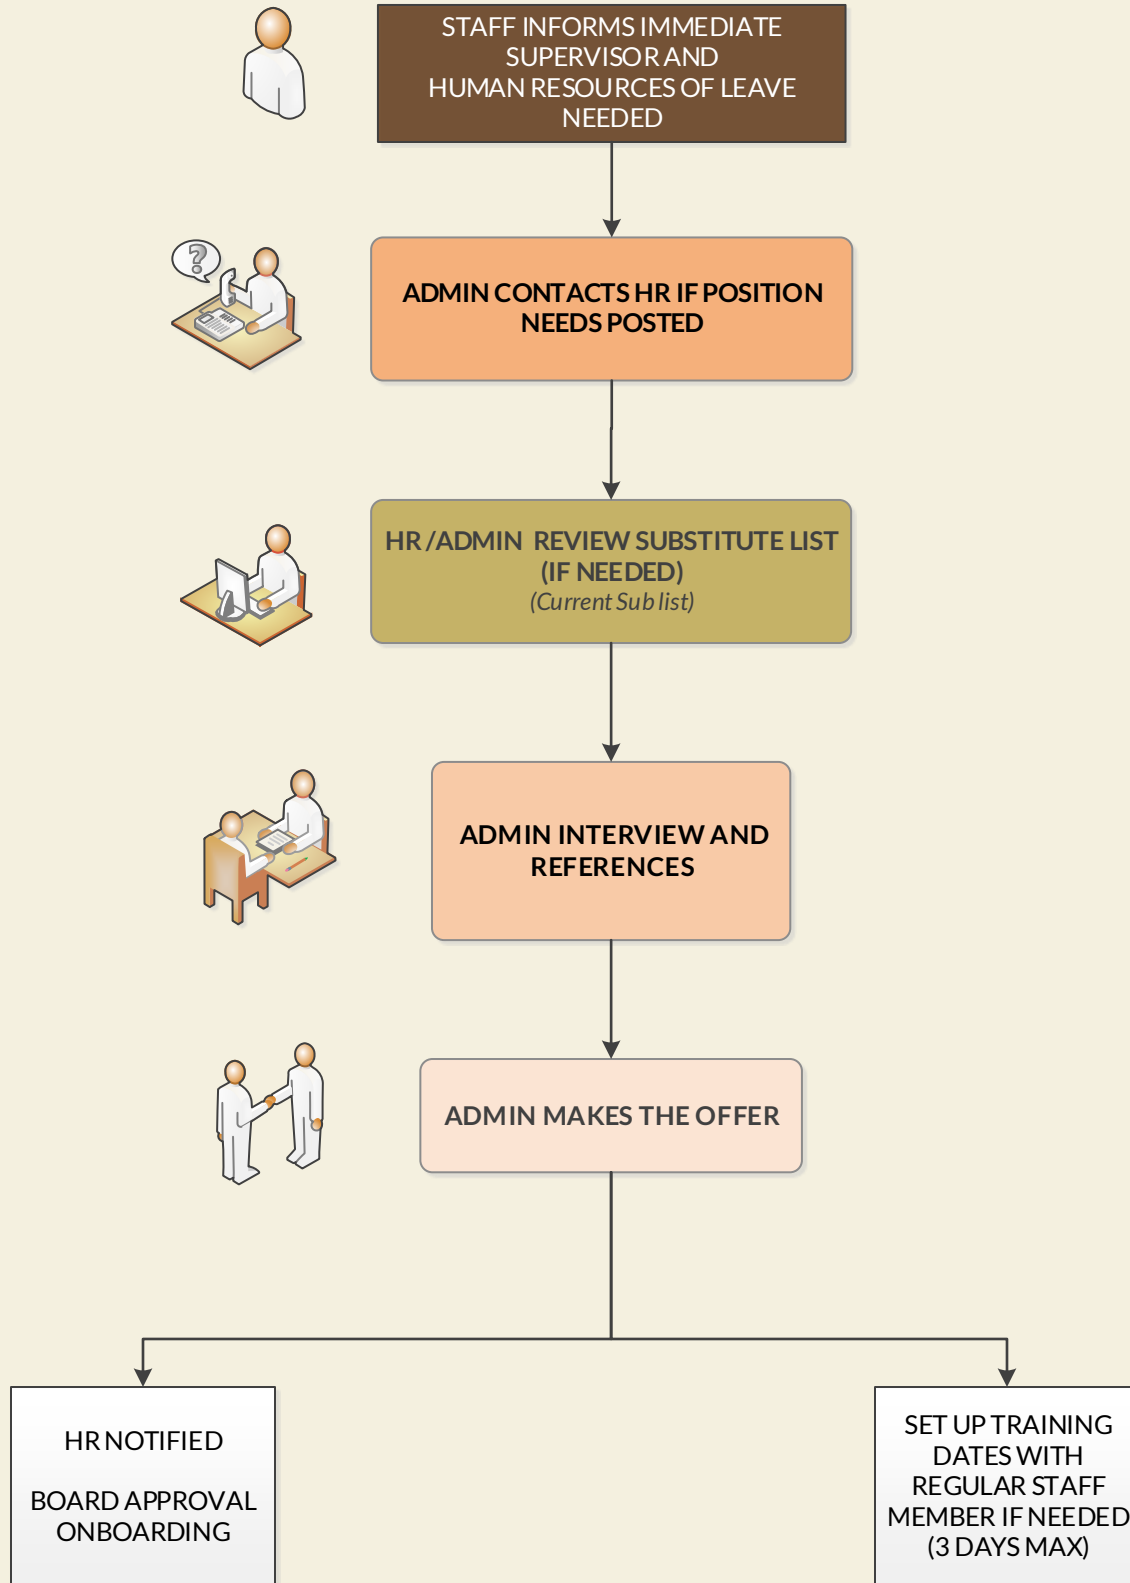 STAFF INFORMS IMMEDIATE
SUPERVISOR AND
HUMAN RESOURCES OF LEAVE
NEEDED
?
ADMIN CONTACTS HR IF POSITION
NEEDS POSTED
HR /ADMIN REVIEW SUBSTITUTE LIST
(IF NEEDED)
(Current Sub list)
ADMIN INTERVIEW AND
REFERENCES
ADMIN MAKES THE OFFER
HR NOTIFIED
BOARD APPROVAL
ONBOARDING
SET UP TRAINING
DATES WITH
REGULAR STAFF
MEMBER IF NEEDED
(3 DAYS MAX)